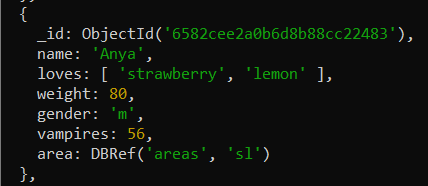 {
_id: ObjectId('6582cee2a0b6d8b88cc22483'),
name: 'Anya',
loves: [ 'strawberry', 'lemon' ],
weight: 80,
gender: 'm',
vampires: 56,
area: DBRef('areas', 'sl')
},